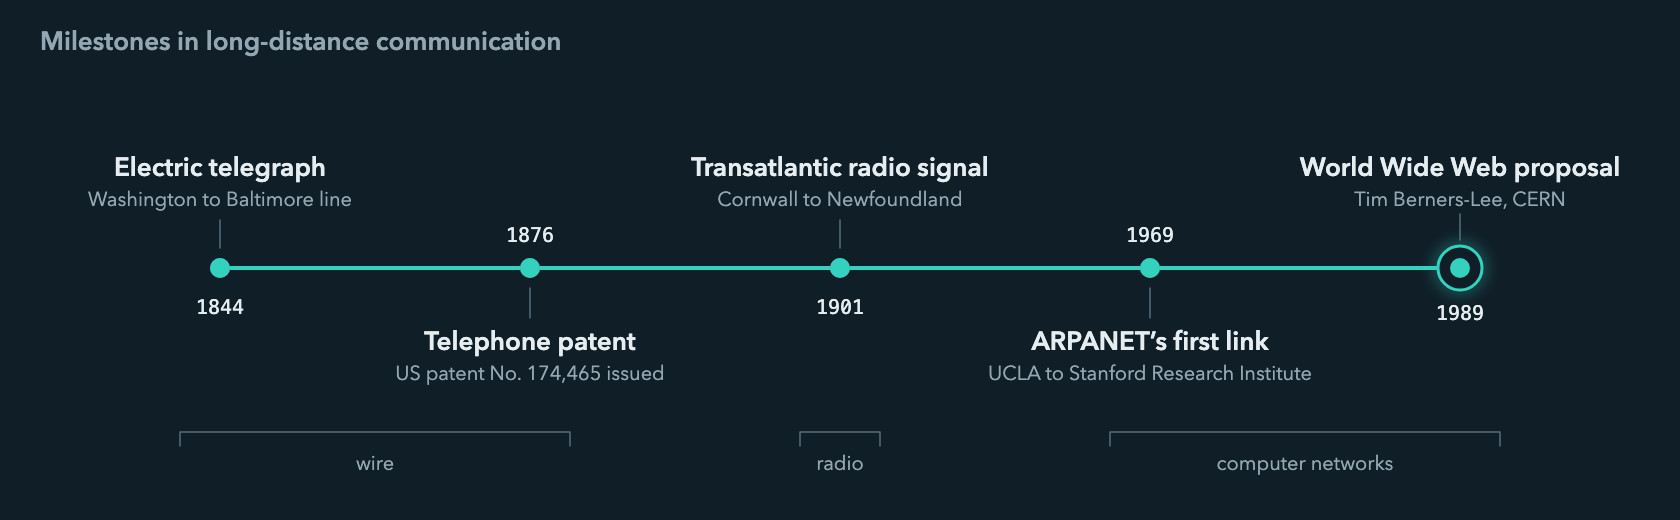 Milestones in long-distance communication
Electric telegraph
Washington to Baltimore line
1844
1876
Telephone patent
US patent No. 174,465 issued
Transatlantic radio signal
Cornwall to Newfoundland
1901
1969
ARPANET’s first link
UCLA to Stanford Research Institute
World Wide Web proposal
Tim Berners-Lee, CERN
1989
wire
radio
computer networks